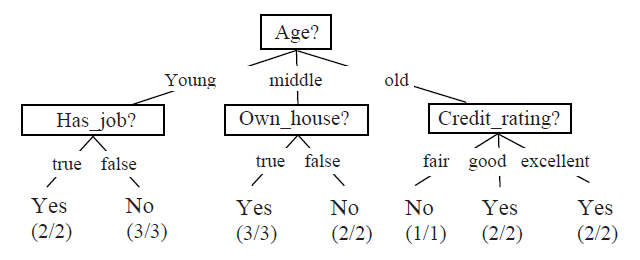 Age?
Young middle old
Has_job? Own_house? Credit_rating?
true false true false fair good excellent
Yes No Yes No No Yes Yes
(2/2) (3/3) (3/3) (2/2) (1/1) (2/2) (2/2)